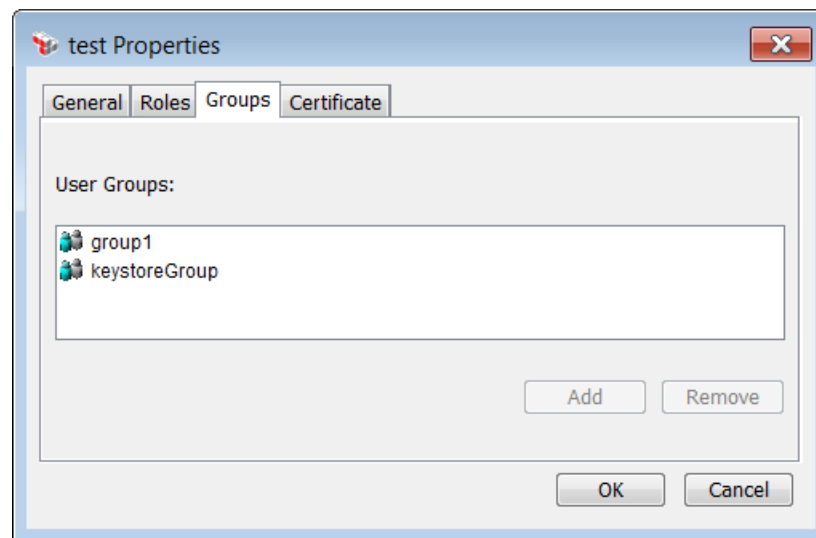 test Properties
General Roles Groups Certificate
User Groups:
group1
keystoreGroup
Add Remove
OK Cancel